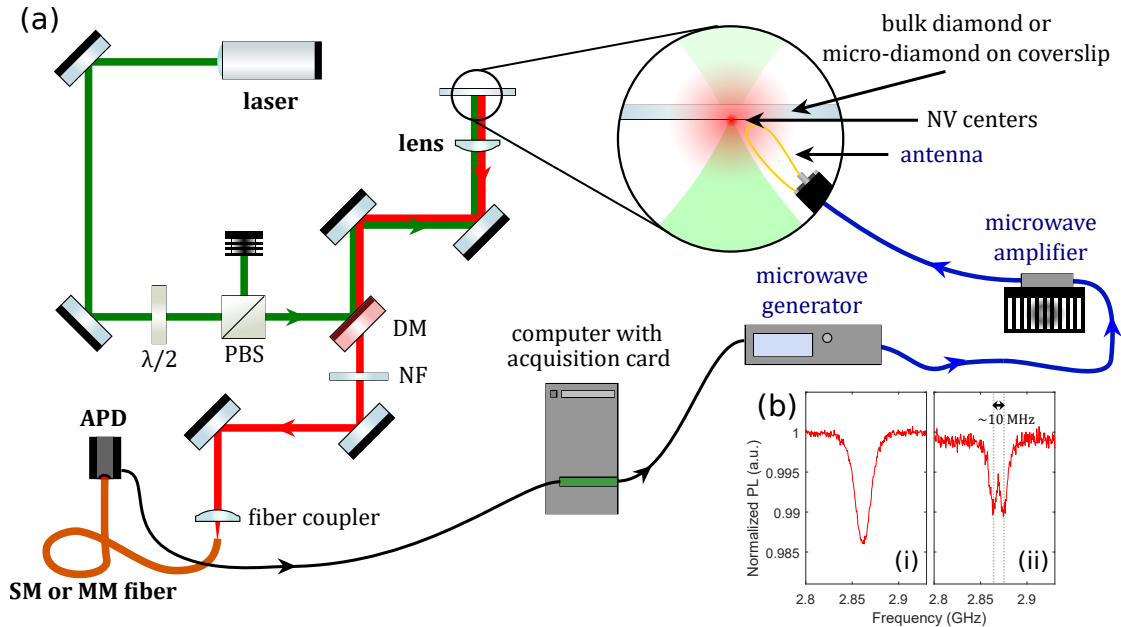 (a)
laser
lens
bulk diamond or
micro-diamond on coverslip
NV centers
antenna
microwave
amplifier
microwave
generator
computer with
acquisition card
DM
PBS
λ/2
NF
APD
fiber coupler
SM or MM fiber
(b)
~10 MHz
Normalized PL (a.u.)
1
0.995
0.99
0.985
(i)
(ii)
2.8
2.85
2.9
2.8
2.85
2.9
Frequency (GHz)